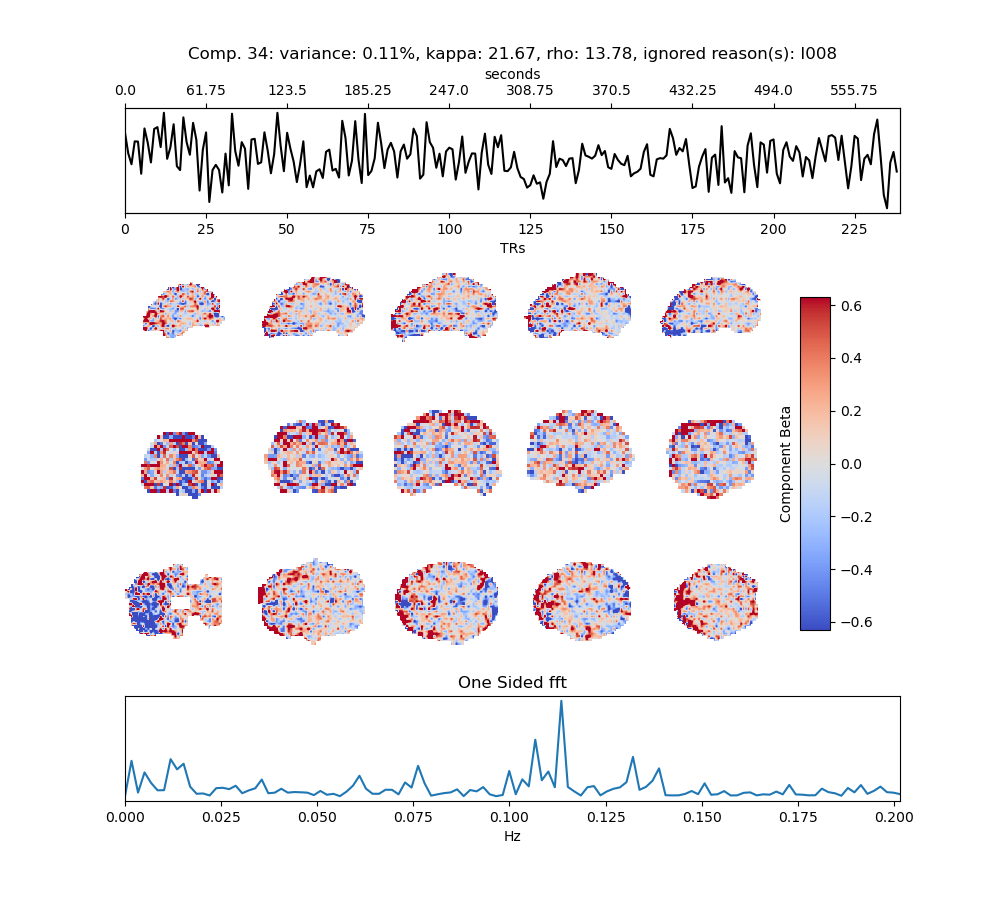 Comp. 34: variance: 0.11%, kappa: 21.67, rho: 13.78, ignored reason(s): I008
seconds
0.0 61.75 123.5 185.25 247.0 308.75 370.5 432.25 494.0 555.75
0 25 50 75 100 125 150 175 200 225
TRs
0.6
0.4
0.2
0.0
−0.2
−0.4
−0.6
Component Beta
One Sided fft
0.000 0.025 0.050 0.075 0.100 0.125 0.150 0.175 0.200
Hz